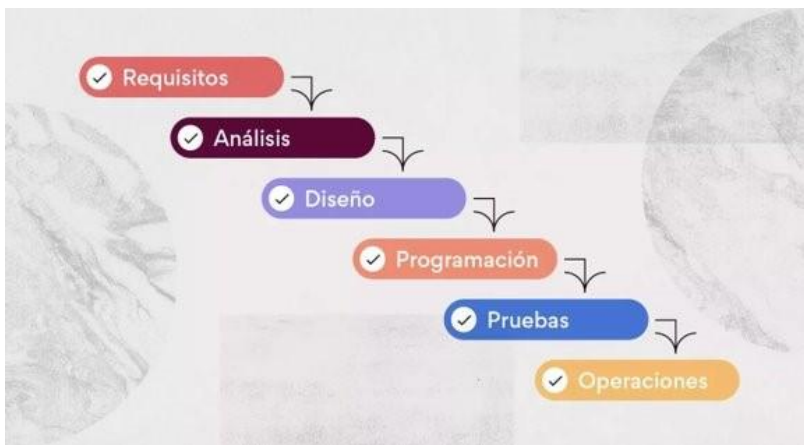 Requisitos
Análisis
Diseño
Programación
Pruebas
Operaciones